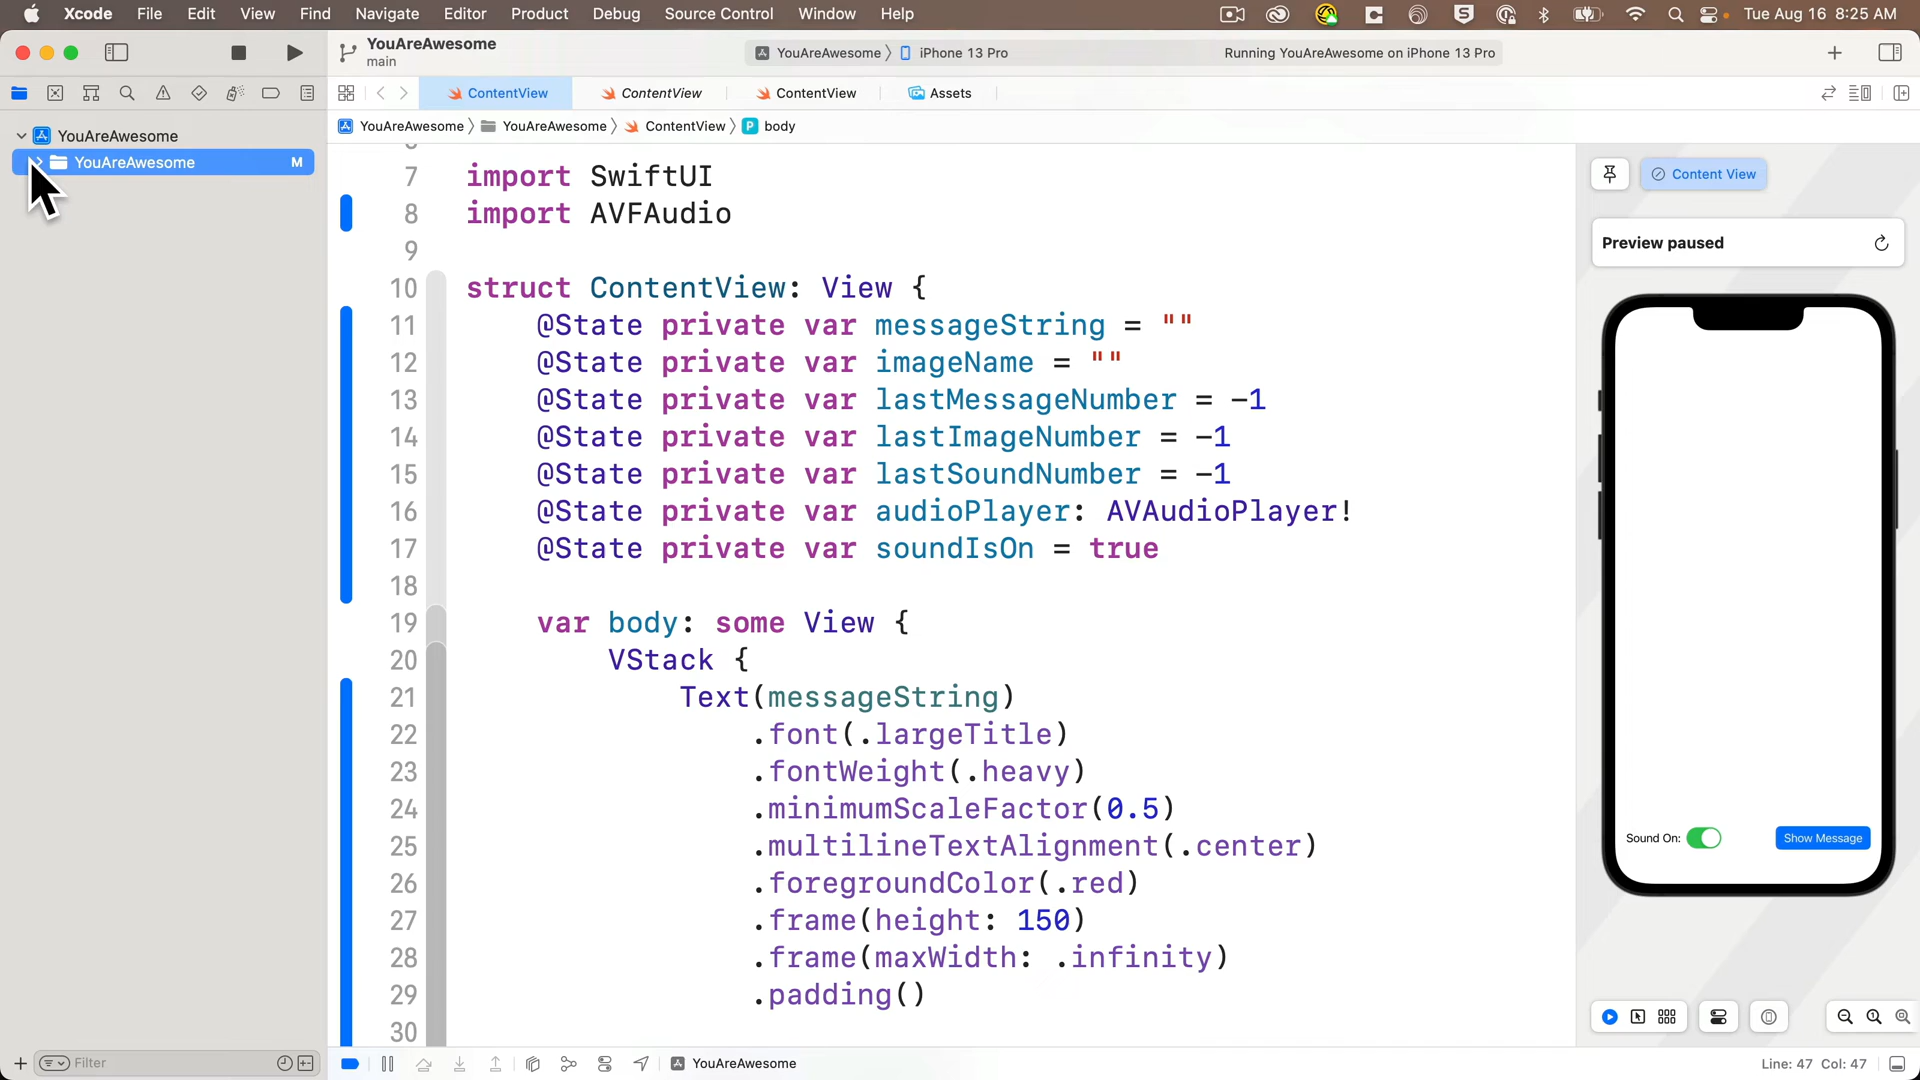 Xcode File Edit View Find Navigate Editor Product Debug Source Control Window Help Tue Aug 16 8:25 AM
YouAreAwesome
main
YouAreAwesome iPhone 13 Pro Running YouAreAwesome on iPhone 13 Pro
ContentView ContentView ContentView Assets
YouAreAwesome YouAreAwesome ContentView P body
YouAreAwesome
YouAreAwesome M
7 import SwiftUI
8 import AVFAudio
9
10 struct ContentView: View {
11 @State private var messageString = ""
12 @State private var imageName = ""
13 @State private var lastMessageNumber = -1
14 @State private var lastImageNumber = -1
15 @State private var lastSoundNumber = -1
16 @State private var audioPlayer: AVAudioPlayer!
17 @State private var soundIsOn = true
18
19 var body: some View {
20 VStack {
21 Text(messageString)
22 .font(.largeTitle)
23 .fontWeight(.heavy)
24 .minimumScaleFactor(0.5)
25 .multilineTextAlignment(.center)
26 .foregroundColor(.red)
27 .frame(height: 150)
28 .frame(maxWidth: .infinity)
29 .padding()
30
Content View
Preview paused
Sound On: Show Message
Filter
YouAreAwesome
Line: 47 Col: 47